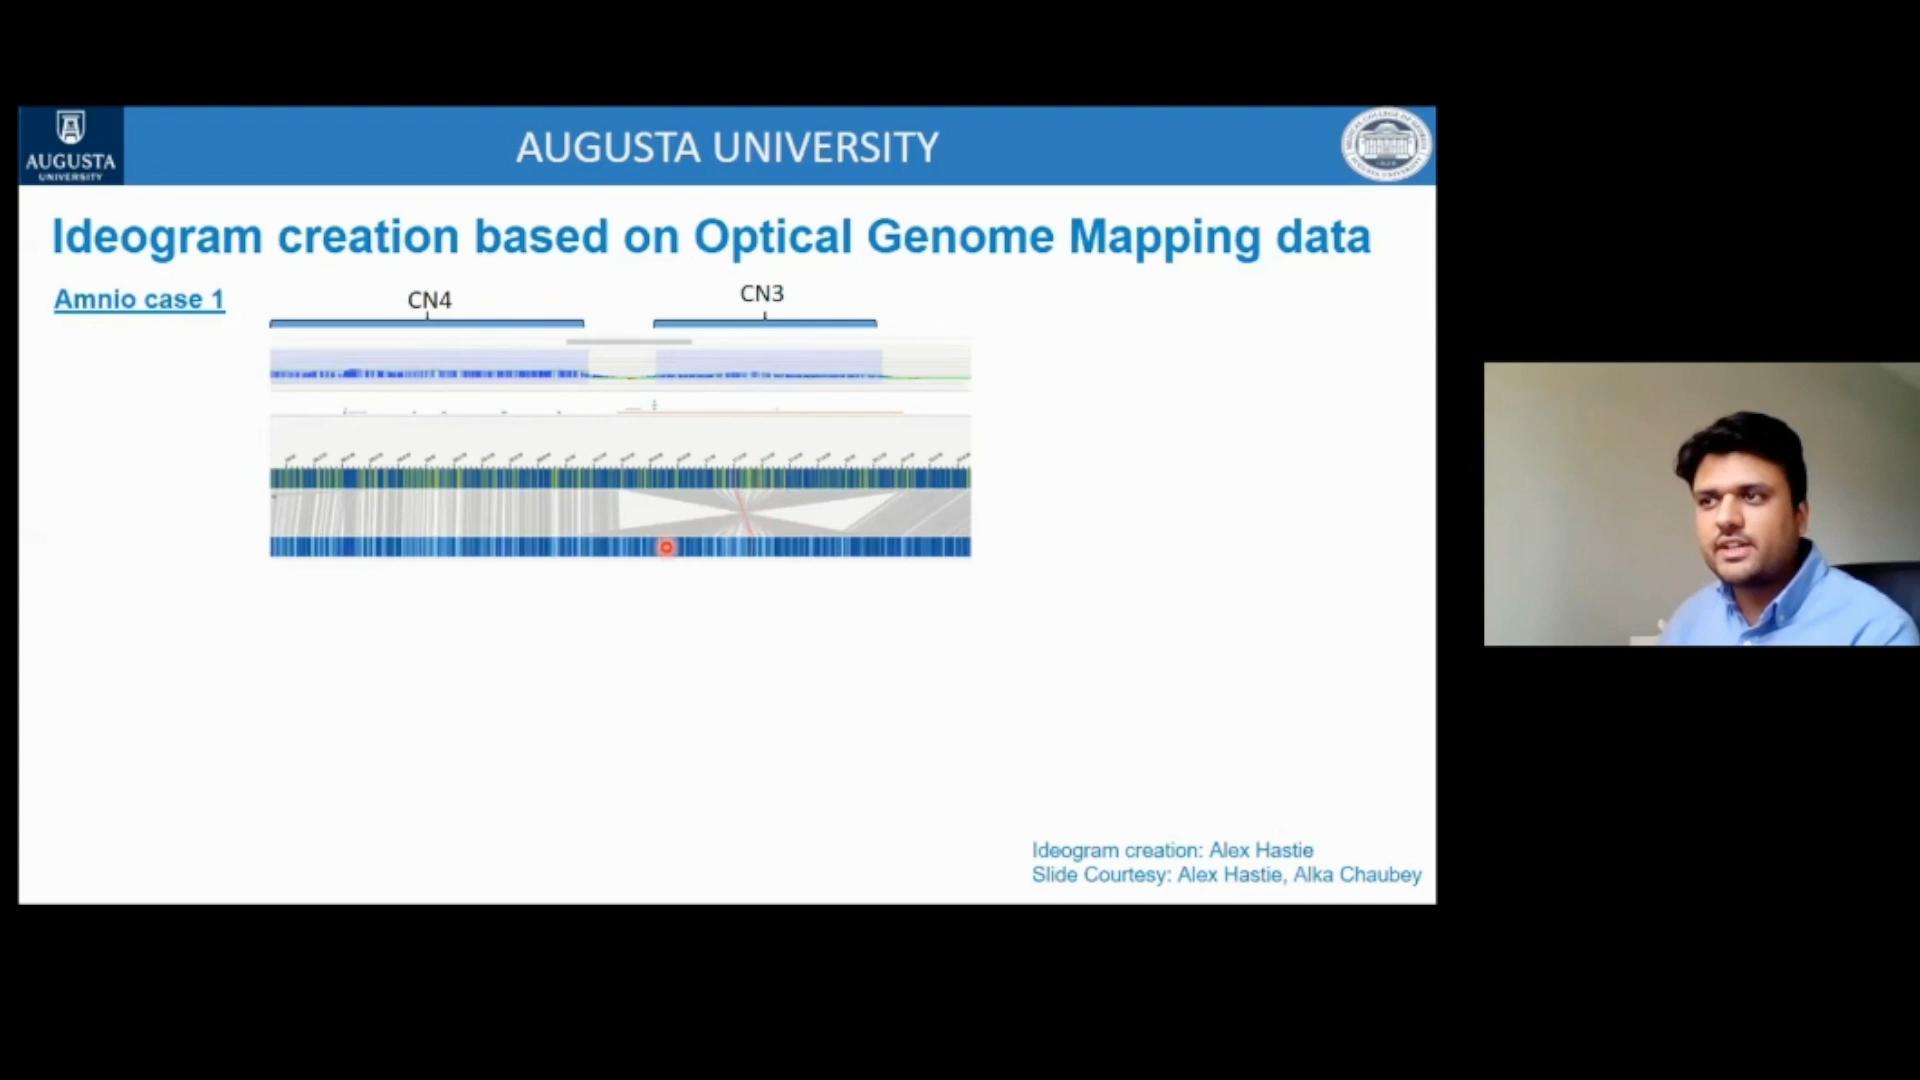 AUGUSTA
UNIVERSITY
AUGUSTA UNIVERSITY
Ideogram creation based on Optical Genome Mapping data
Amnio case 1
CN4
CN3
Ideogram creation: Alex Hastie
Slide Courtesy: Alex Hastie, Alka Chaubey